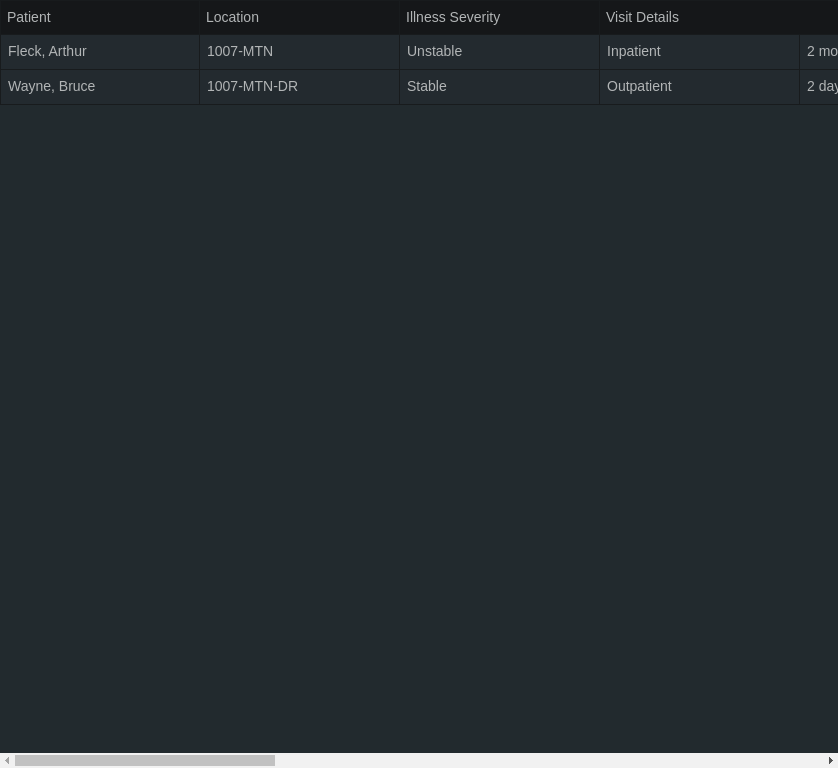 Patient Location Illness Severity Visit Details
Fleck, Arthur 1007-MTN Unstable Inpatient 2 mo
Wayne, Bruce 1007-MTN-DR Stable Outpatient 2 day